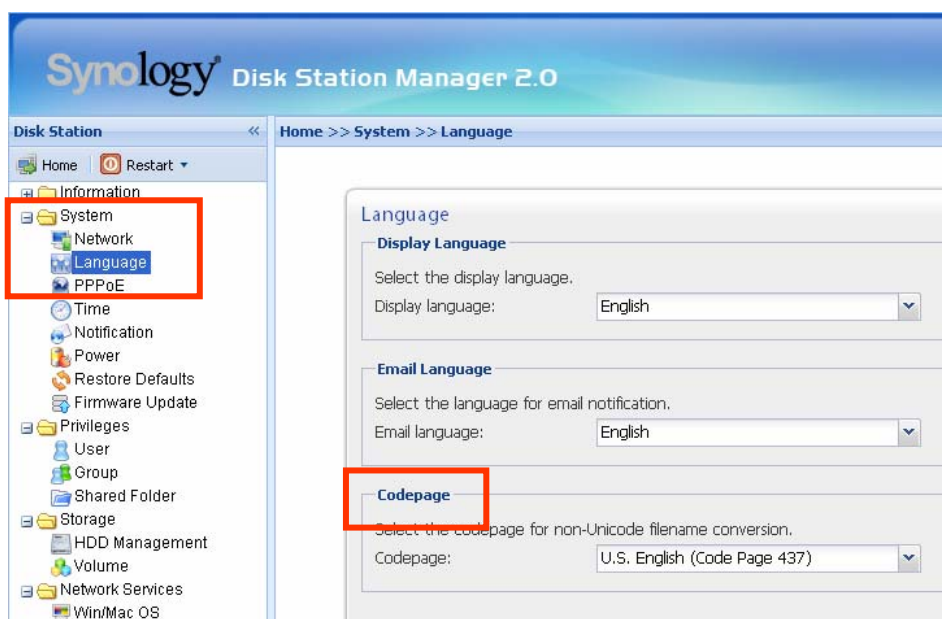 Synology Disk Station Manager 2.0
Disk Station «
Home >> System >> Language
Home Restart
Information
System
Network
Language
PPPoE
Time
Notification
Power
Restore Defaults
Firmware Update
Privileges
User
Group
Shared Folder
Storage
HDD Management
Volume
Network Services
Win/Mac OS
Language
Display Language
Select the display language.
Display language: English
Email Language
Select the language for email notification.
Email language: English
Codepage
Select the codepage for non-Unicode filename conversion.
Codepage: U.S. English (Code Page 437)